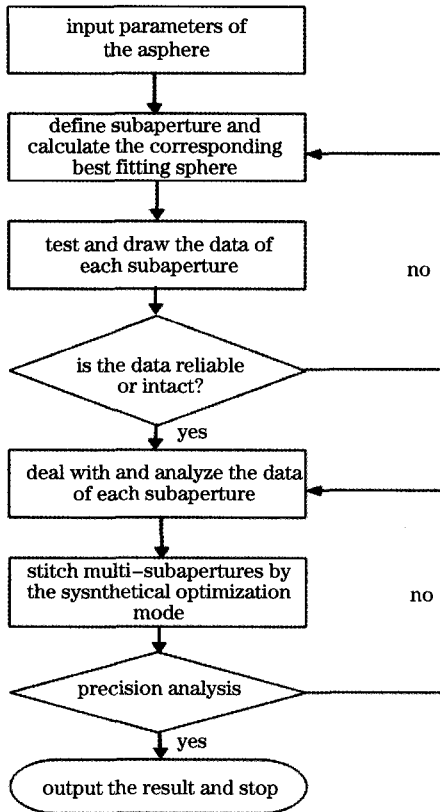 input parameters of
the asphere
define subaperture and
calculate the corresponding
best fitting sphere
test and draw the data of
each subaperture
no
is the data reliable
or intact?
yes
deal with and analyze the data
of each subaperture
stitch multi-subapertures by
the sysnthetical optimization
mode
no
precision analysis
yes
output the result and stop